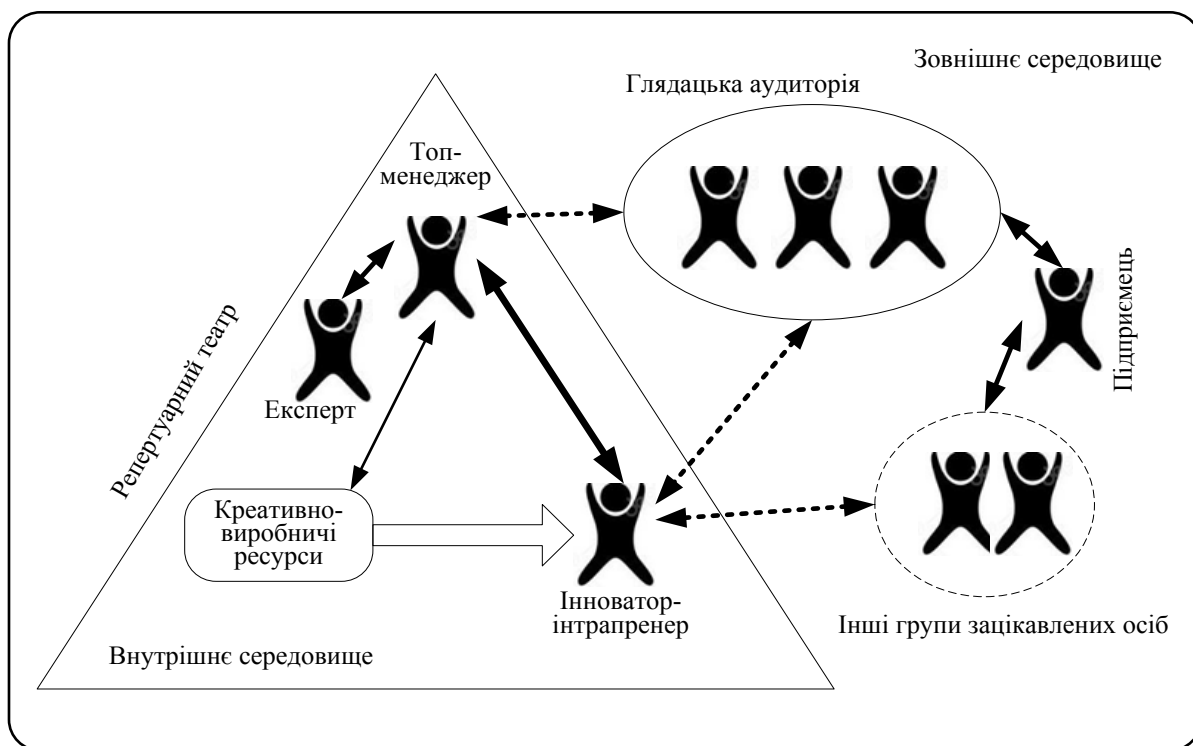 Зовнішнє середовище
Глядацька аудиторія
Топ-
менеджер
Підприємець
Репертуарний театр
Експерт
Креативно-
виробничі
ресурси
Інноватор-
інтрапренер
Інші групи зацікавлених осіб
Внутрішнє середовище